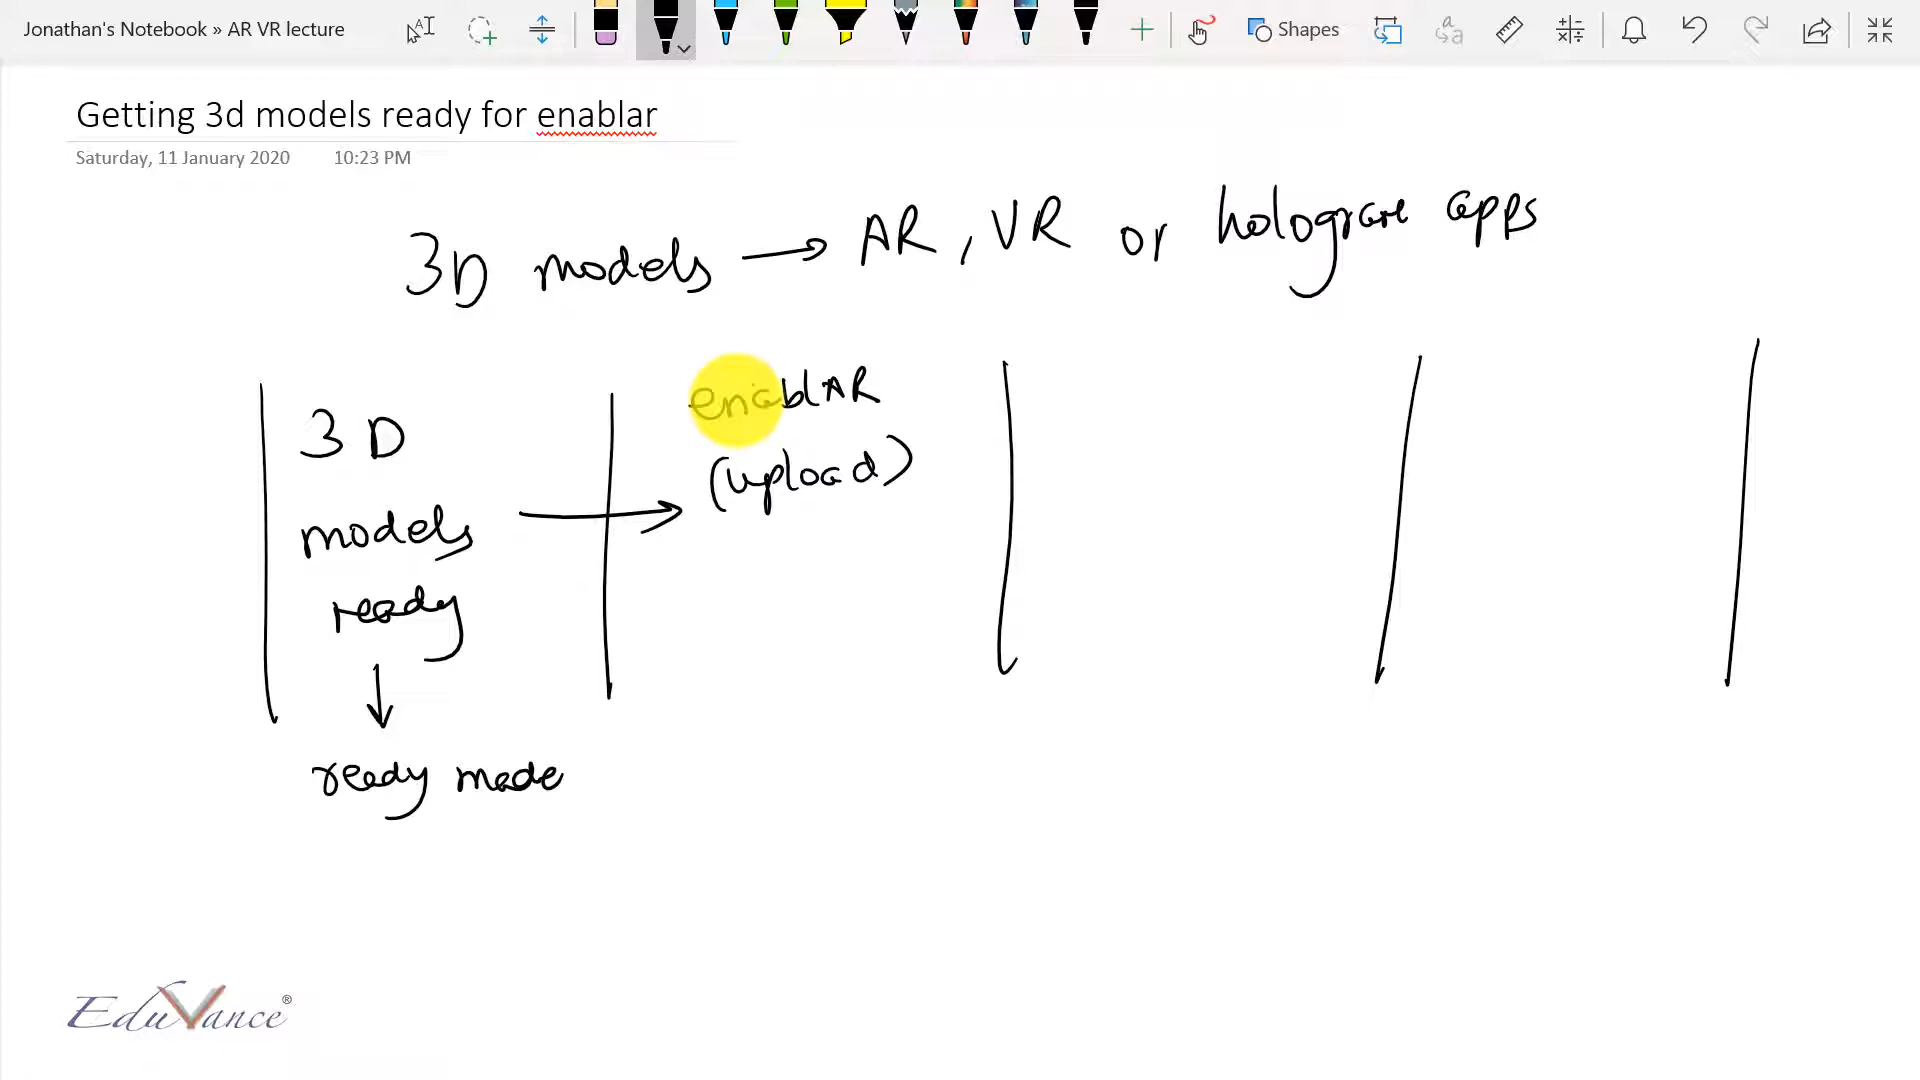 Jonathan's Notebook » AR VR lecture
Shapes
Getting 3d models ready for enablar
Saturday, 11 January 2020 10:23 PM
3D models → AR, VR or hologram apps
3D
models
ready
→
enablAR
(upload)
↓
ready made
EduVance®